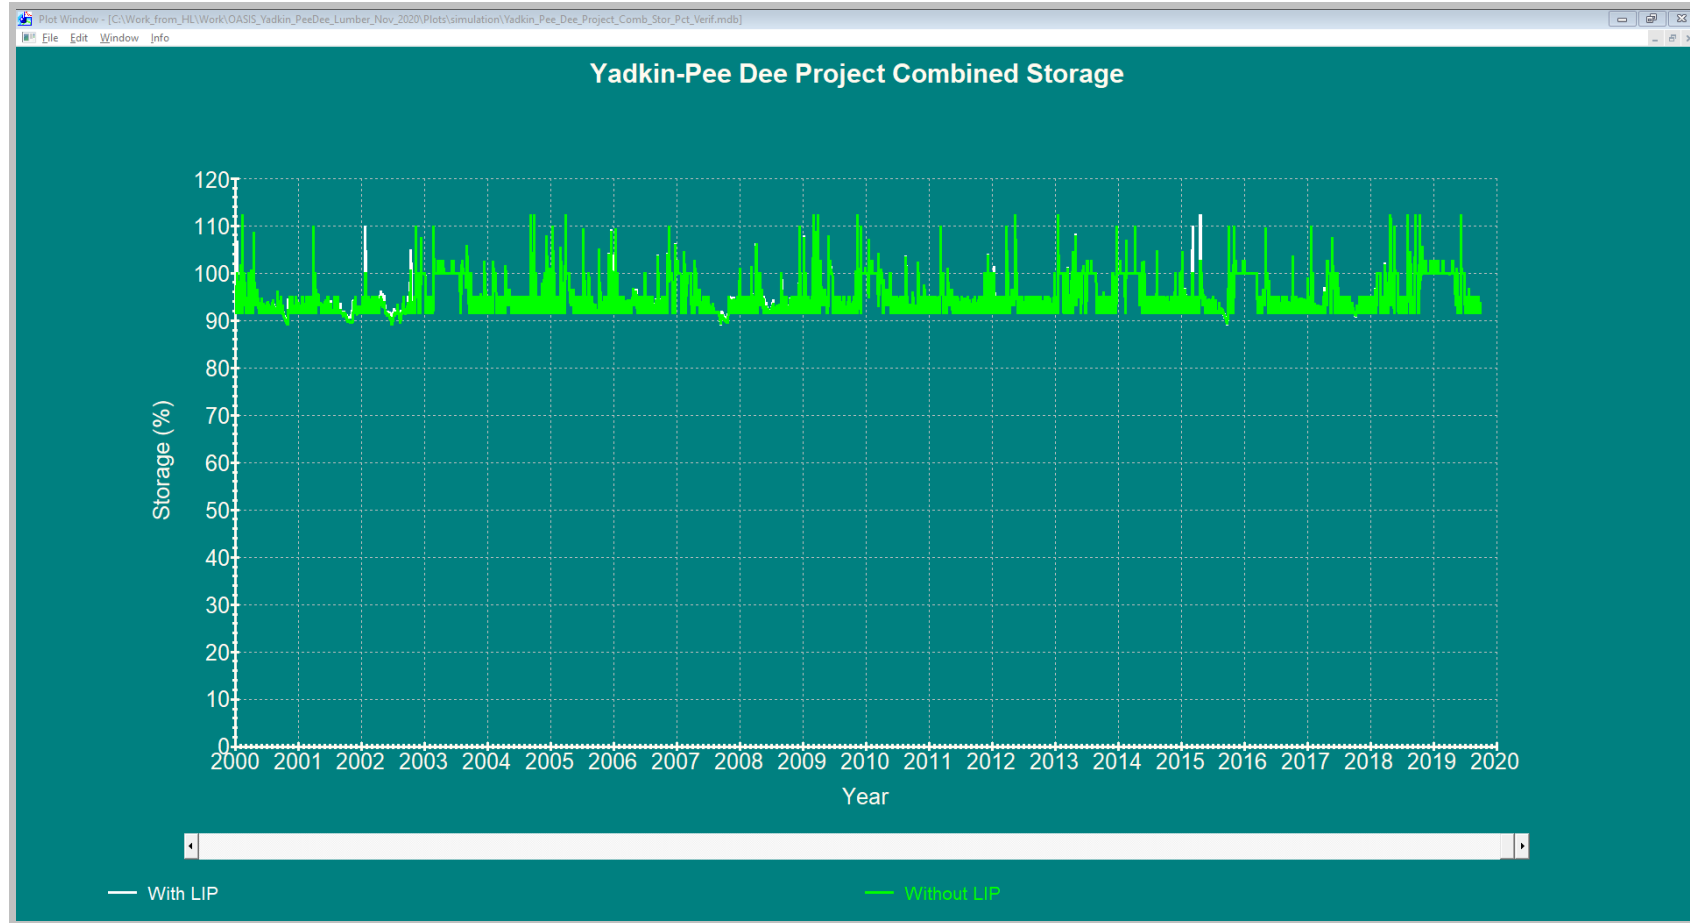 Plot Window - [C:\Work_from_HL\Work\OASIS_Yadkin_PeeDee_Lumber_Nov_2020\Plots\simulation\Yadkin_Pee_Dee_Project_Comb_Stor_Pct_Verif.mdb]
File Edit Window Info
Yadkin-Pee Dee Project Combined Storage
120
110
100
90
80
70
60
50
40
30
20
10
0
Storage (%)
2000 2001 2002 2003 2004 2005 2006 2007 2008 2009 2010 2011 2012 2013 2014 2015 2016 2017 2018 2019 2020
Year
With LIP Without LIP